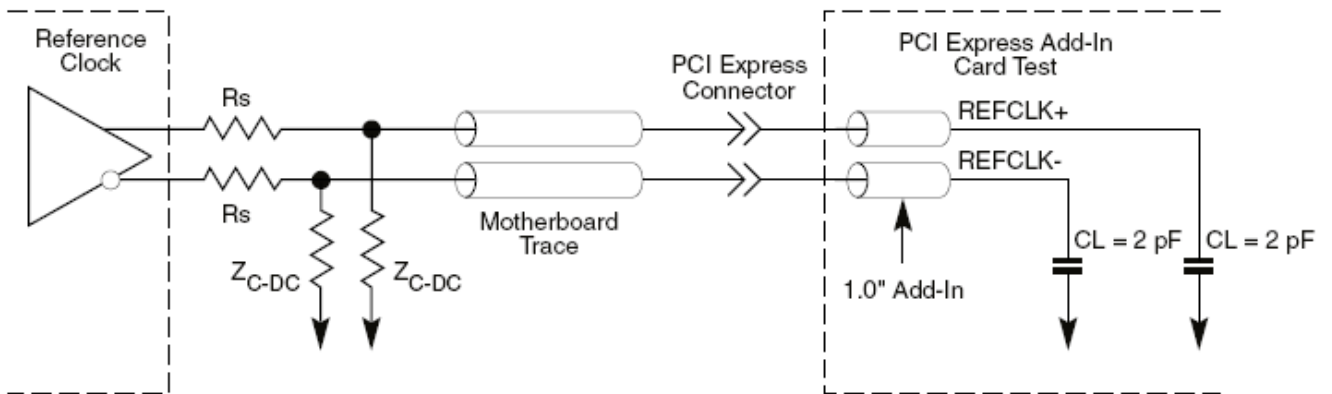 Reference
Clock
Rs
Rs
Z_C-DC
Z_C-DC
Motherboard
Trace
PCI Express
Connector
PCI Express Add-In
Card Test
REFCLK+
REFCLK-
1.0" Add-In
CL = 2 pF
CL = 2 pF